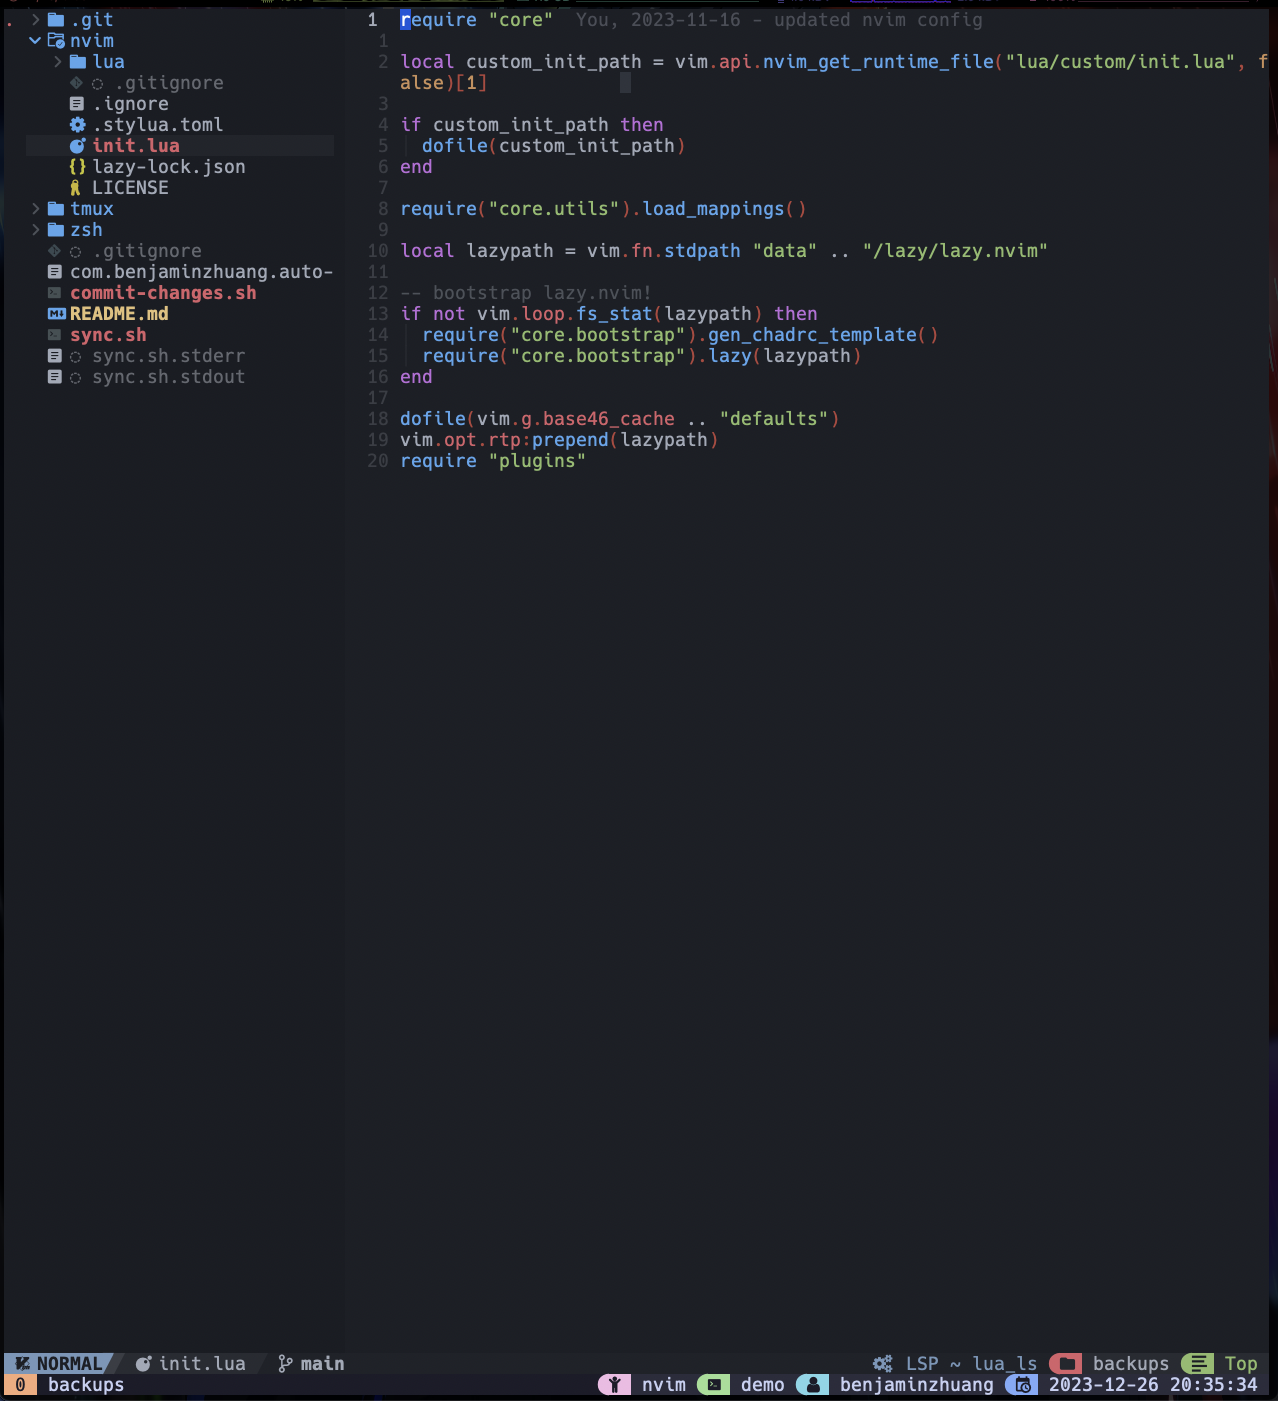 .git
nvim
lua
.gitignore
.ignore
.stylua.toml
init.lua
lazy-lock.json
LICENSE
tmux
zsh
.gitignore
com.benjaminzhuang.auto-
commit-changes.sh
README.md
sync.sh
sync.sh.stderr
sync.sh.stdout
1 require "core" You, 2023-11-16 - updated nvim config
1
2 local custom_init_path = vim.api.nvim_get_runtime_file("lua/custom/init.lua", f
alse)[1]
3
4 if custom_init_path then
5 dofile(custom_init_path)
6 end
7
8 require("core.utils").load_mappings()
9
10 local lazypath = vim.fn.stdpath "data" .. "/lazy/lazy.nvim"
11
12 -- bootstrap lazy.nvim!
13 if not vim.loop.fs_stat(lazypath) then
14 require("core.bootstrap").gen_chadrc_template()
15 require("core.bootstrap").lazy(lazypath)
16 end
17
18 dofile(vim.g.base46_cache .. "defaults")
19 vim.opt.rtp:prepend(lazypath)
20 require "plugins"
NORMAL init.lua main LSP ~ lua_ls backups Top
0 backups nvim demo benjaminzhuang 2023-12-26 20:35:34